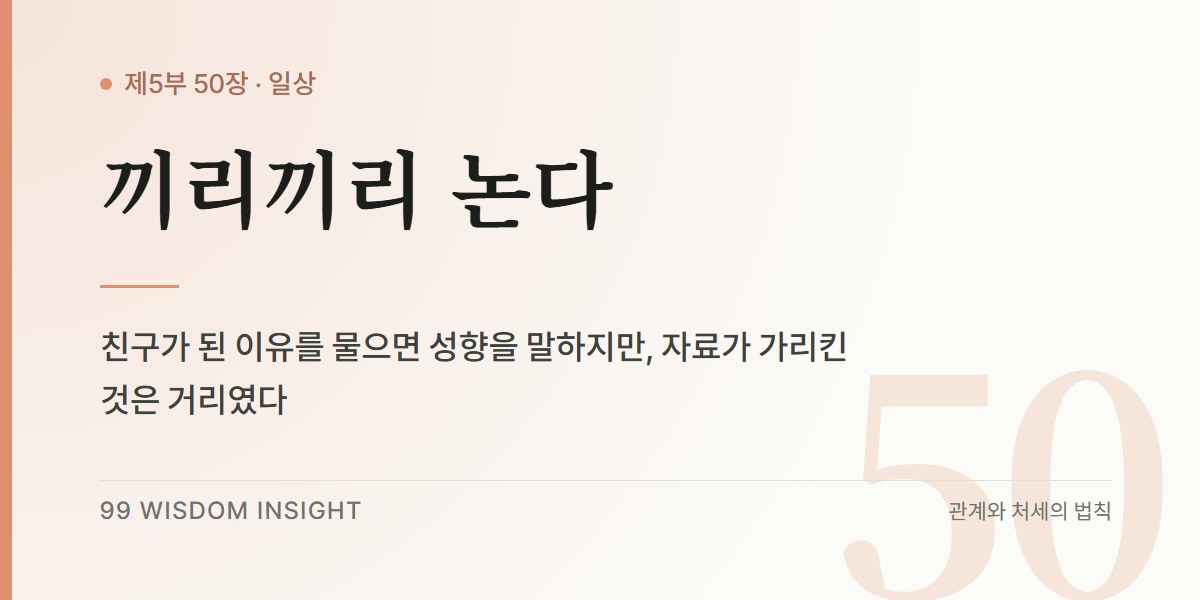 제5부 50장 · 일상
끼리끼리 논다
친구가 된 이유를 물으면 성향을 말하지만, 자료가 가리킨
것은 거리였다
99 WISDOM INSIGHT
관계와 처세의 법칙
50